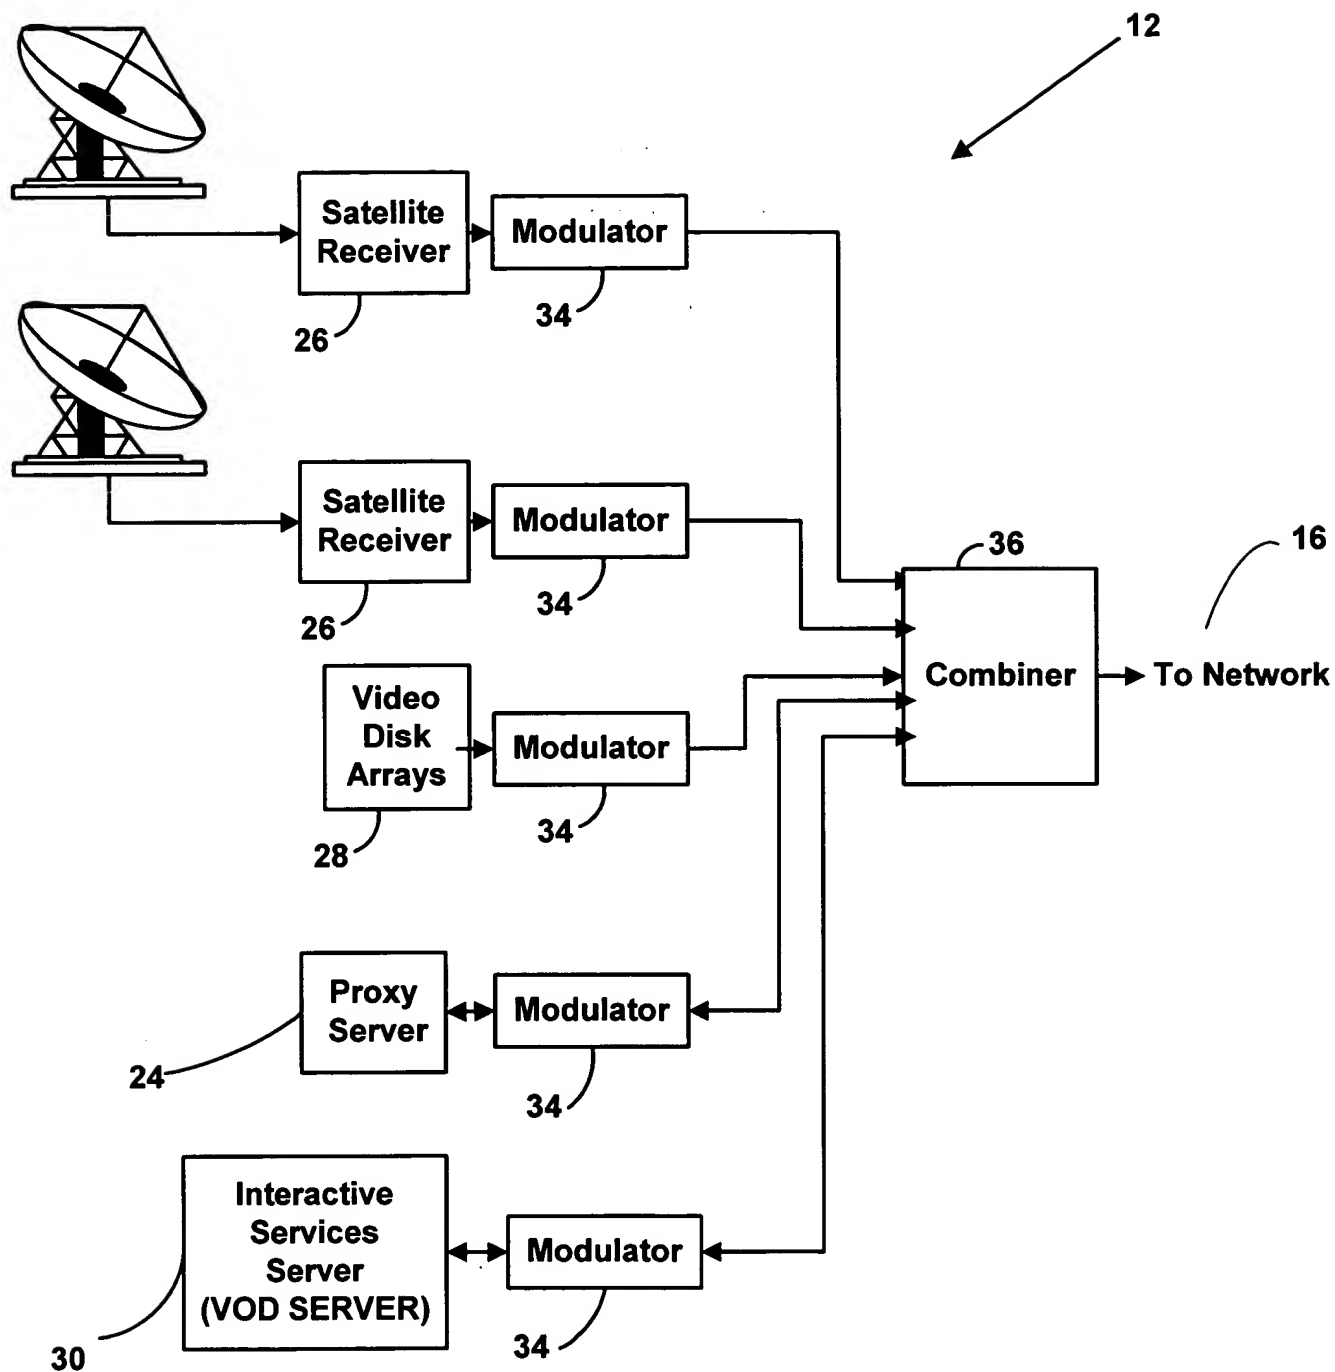 12
Satellite
Receiver
Modulator
26
34
Satellite
Receiver
Modulator
26
34
36
16
Combiner
To Network
Video
Disk
Arrays
Modulator
28
34
Proxy
Server
Modulator
24
34
Interactive
Services
Server
(VOD SERVER)
Modulator
30
34